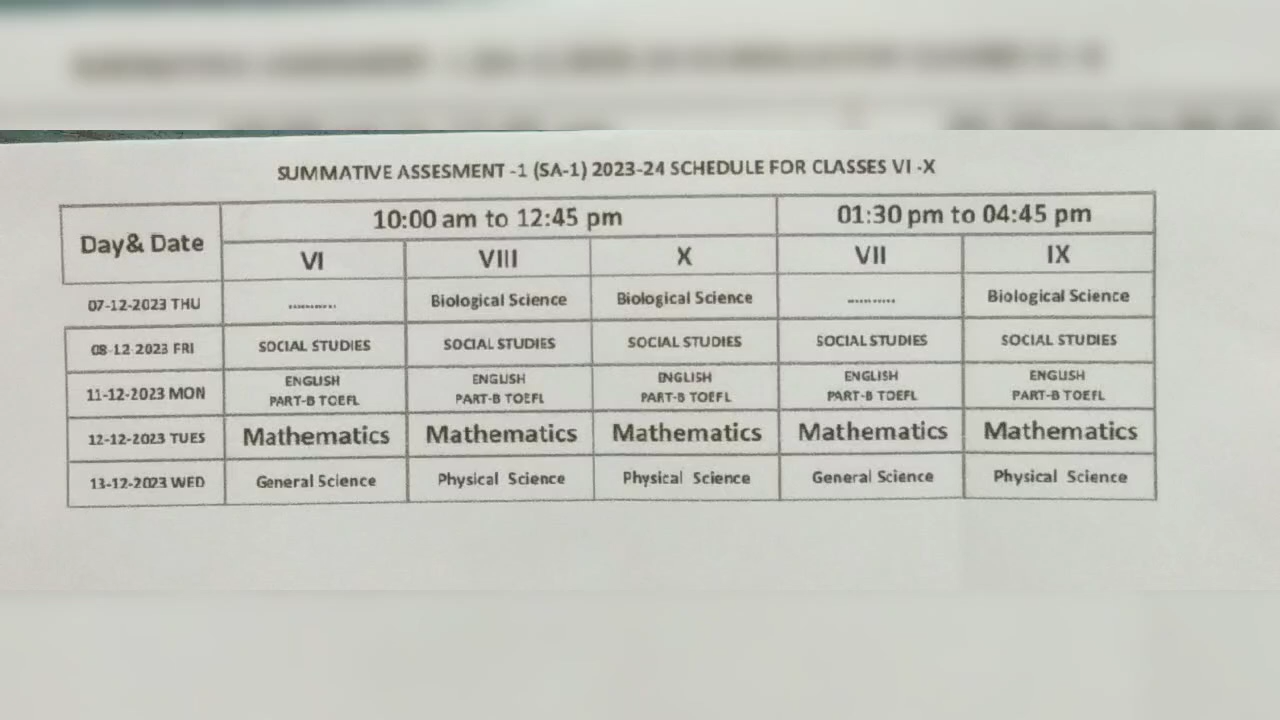 SUMMATIVE ASSESMENT -1 (SA-1) 2023-24 SCHEDULE FOR CLASSES VI -X
Day& Date 10:00 am to 12:45 pm 01:30 pm to 04:45 pm
VI VIII X VII IX
07-12-2023 THU ........... Biological Science Biological Science ........... Biological Science
08-12-2023 FRI SOCIAL STUDIES SOCIAL STUDIES SOCIAL STUDIES SOCIAL STUDIES SOCIAL STUDIES
11-12-2023 MON ENGLISH ENGLISH ENGLISH ENGLISH ENGLISH
PART-B TOEFL PART-B TOEFL PART-B TOEFL PART-B TOEFL PART-B TOEFL
12-12-2023 TUES Mathematics Mathematics Mathematics Mathematics Mathematics
13-12-2023 WED General Science Physical Science Physical Science General Science Physical Science